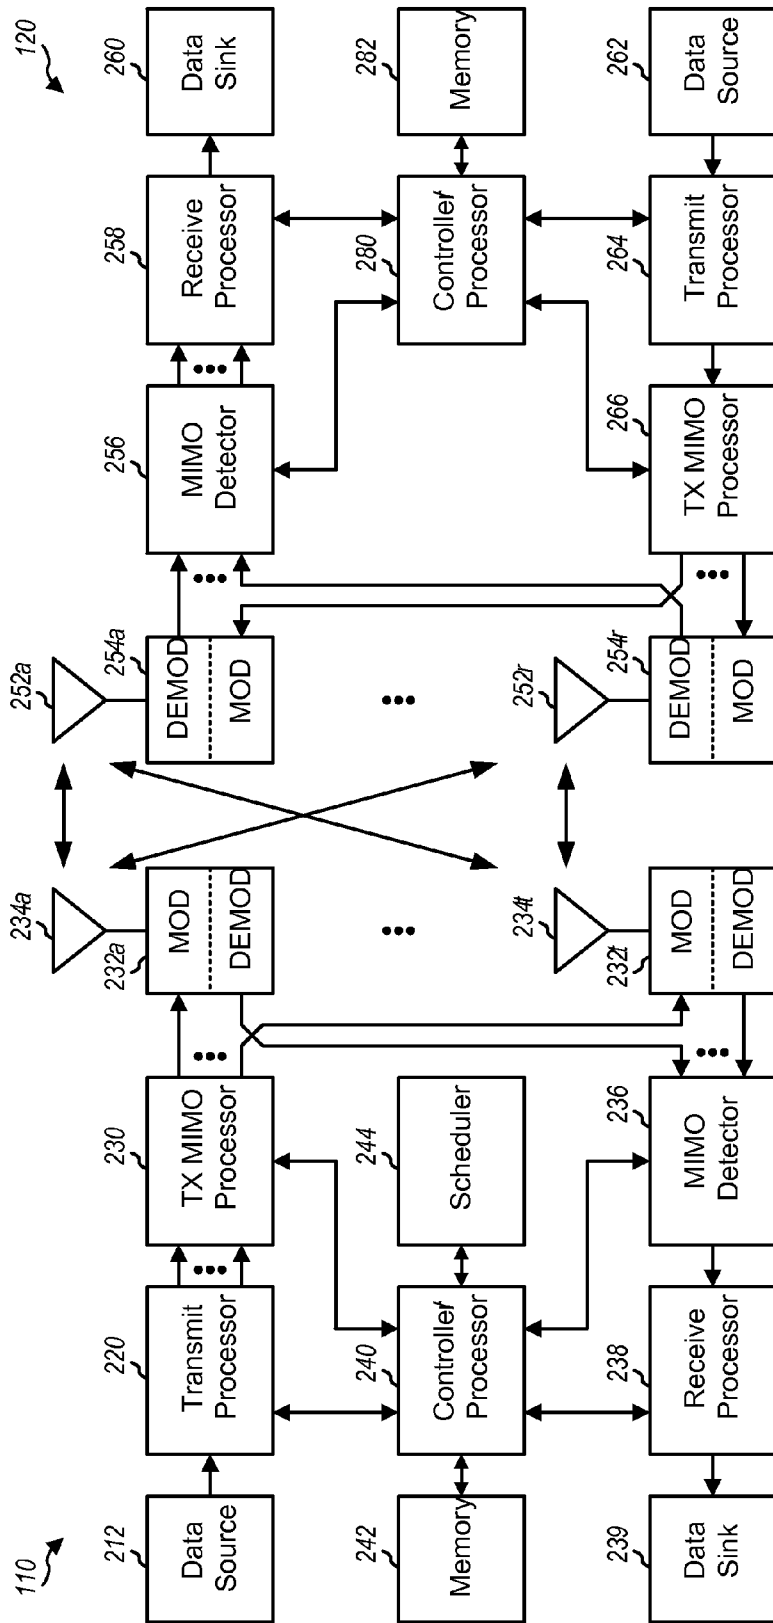 110
120
212
Data
Source
220
Transmit
Processor
•••
230
TX MIMO
Processor
•••
232a
MOD
DEMOD
234a
252a
254a
DEMOD
MOD
•••
256
MIMO
Detector
•••
258
Receive
Processor
260
Data
Sink
242
Memory
240
Controller/
Processor
244
Scheduler
•••
•••
280
Controller/
Processor
282
Memory
239
Data
Sink
238
Receive
Processor
236
MIMO
Detector
•••
232t
MOD
DEMOD
234t
252r
254r
DEMOD
MOD
•••
266
TX MIMO
Processor
264
Transmit
Processor
262
Data
Source